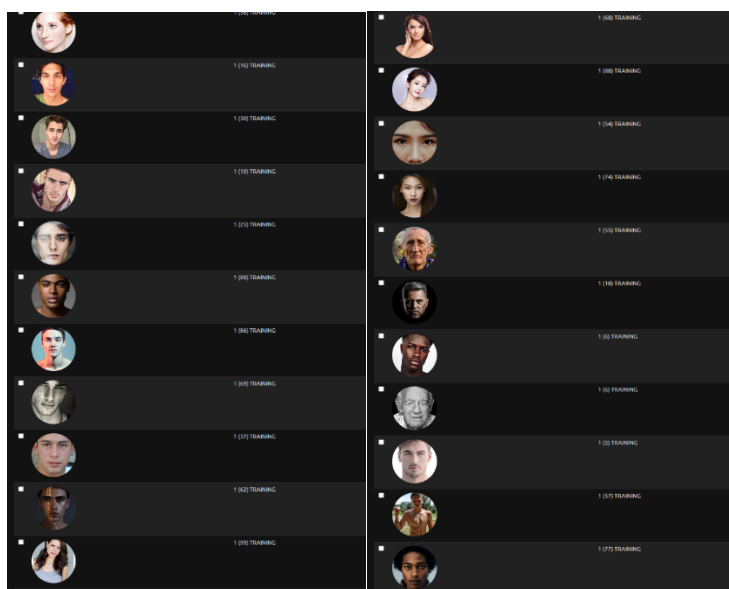 1 (16) TRAINING
1 (30) TRAINING
1 (10) TRAINING
1 (25) TRAINING
1 (89) TRAINING
1 (86) TRAINING
1 (69) TRAINING
1 (37) TRAINING
1 (62) TRAINING
1 (99) TRAINING
1 (68) TRAINING
1 (88) TRAINING
1 (54) TRAINING
1 (74) TRAINING
1 (55) TRAINING
1 (18) TRAINING
1 (6) TRAINING
1 (6) TRAINING
1 (5) TRAINING
1 (57) TRAINING
1 (77) TRAINING